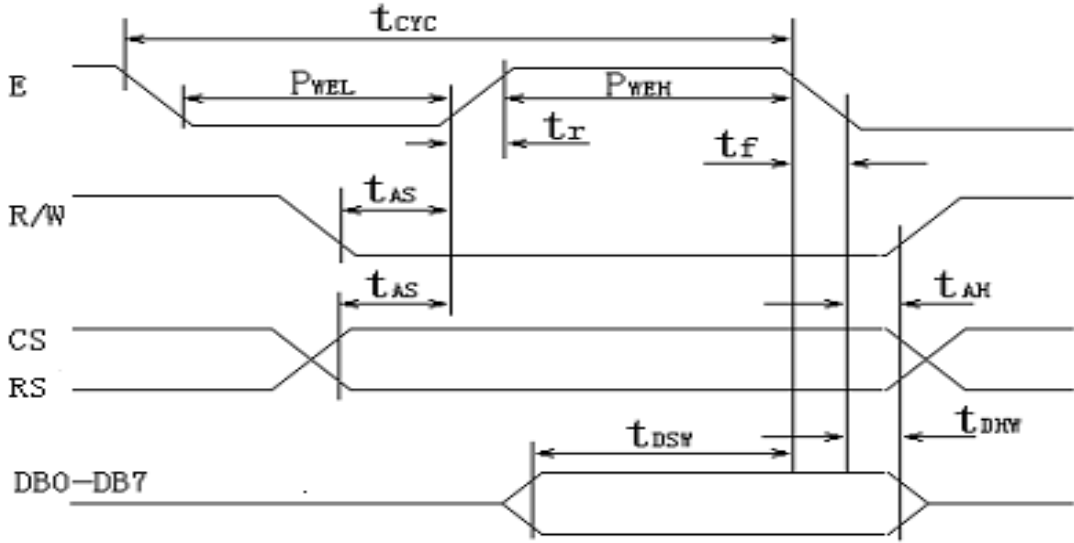 tCYC
E
PWEL
PWEH
tr
tf
R/W
tAS
tAS
tAH
CS
RS
tDSW
tDHW
DB0-DB7